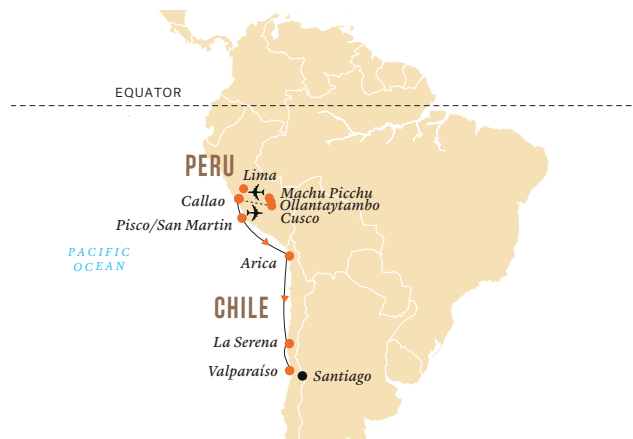 EQUATOR
PERU
Lima
Machu Picchu
Callao
Ollantaytambo
Cusco
Pisco/San Martin
PACIFIC
OCEAN
Arica
CHILE
La Serena
Valparaíso
Santiago